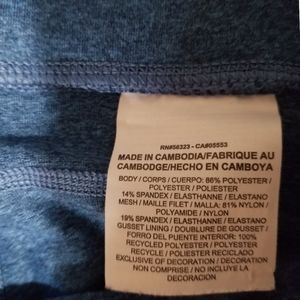 RN#56323 - CA#05553
MADE IN CAMBODIA/FABRIQUE AU
CAMBODGE/HECHO EN CAMBOYA
BODY / CORPS / CUERPO: 86% POLYESTER /
POLYESTER / POLIESTER
14% SPANDEX / ELASTHANNE / ELASTANO
MESH / MAILLE FILET / MALLA: 81% NYLON /
POLYAMIDE / NYLON
19% SPANDEX / ELASTHANNE / ELASTANO
GUSSET LINING / DOUBLURE DE GOUSSET /
FORRO DEL PUENTE INTERIOR: 100%
RECYCLED POLYESTER / POLYESTER
RECYCLÉ / POLIESTER RECICLADO
EXCLUSIVE OF DECORATION / DECORATION
NON COMPRISE / NO INCLUYE LA
DECORACION